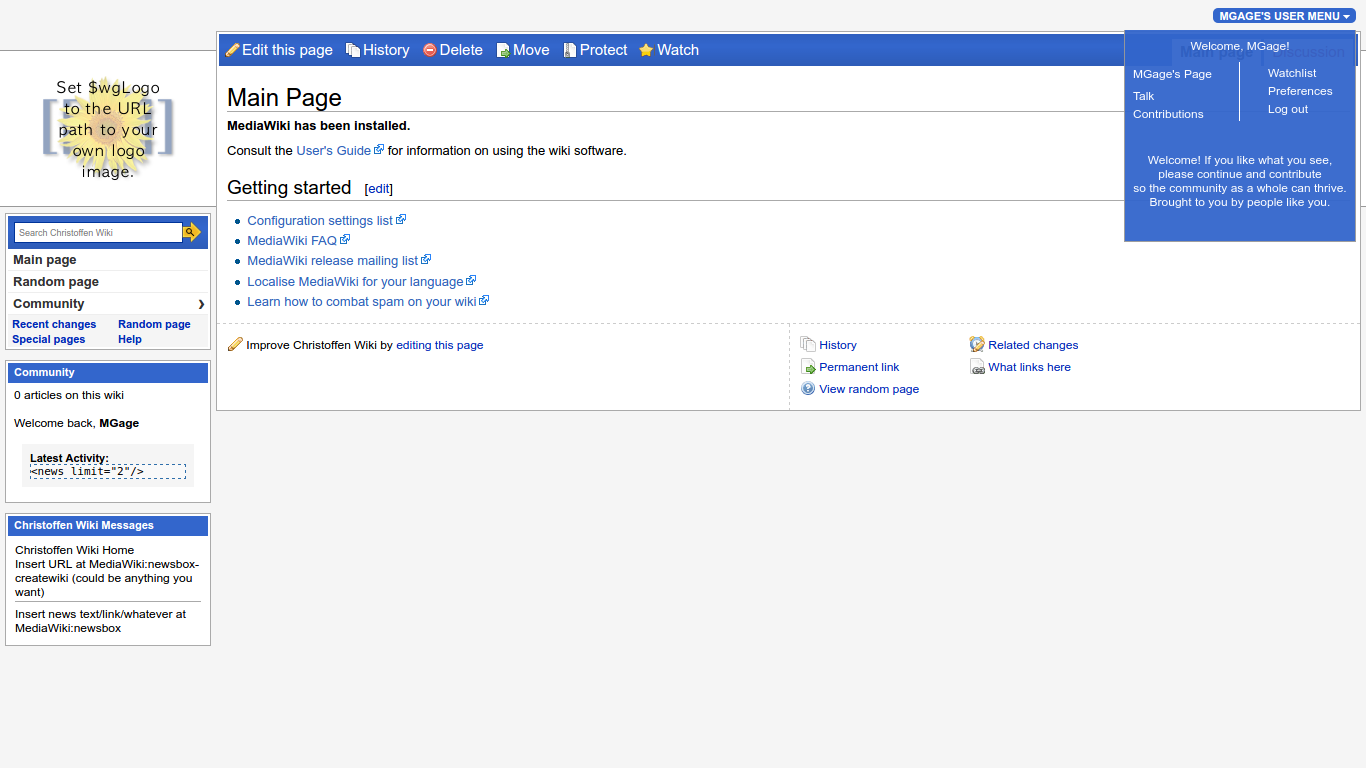 MGAGE'S USER MENU
Edit this page History Delete Move Protect Watch
Main page Discussion
Welcome, MGage!
MGage's Page
Talk
Contributions
Watchlist
Preferences
Log out
Welcome! If you like what you see,
please continue and contribute
so the community as a whole can thrive.
Brought to you by people like you.
Set $wgLogo
to the URL
path to your
own logo
image.
Search Christoffen Wiki
Main page
Random page
Community
Recent changes Random page
Special pages Help
Community
0 articles on this wiki
Welcome back, MGage
Latest Activity:
<news limit="2"/>
Christoffen Wiki Messages
Christoffen Wiki Home
Insert URL at MediaWiki:newsbox-
createwiki (could be anything you
want)
Insert news text/link/whatever at
MediaWiki:newsbox
Main Page
MediaWiki has been installed.
Consult the User's Guide for information on using the wiki software.
Getting started [edit]
Configuration settings list
MediaWiki FAQ
MediaWiki release mailing list
Localise MediaWiki for your language
Learn how to combat spam on your wiki
Improve Christoffen Wiki by editing this page
History Related changes
Permanent link What links here
View random page